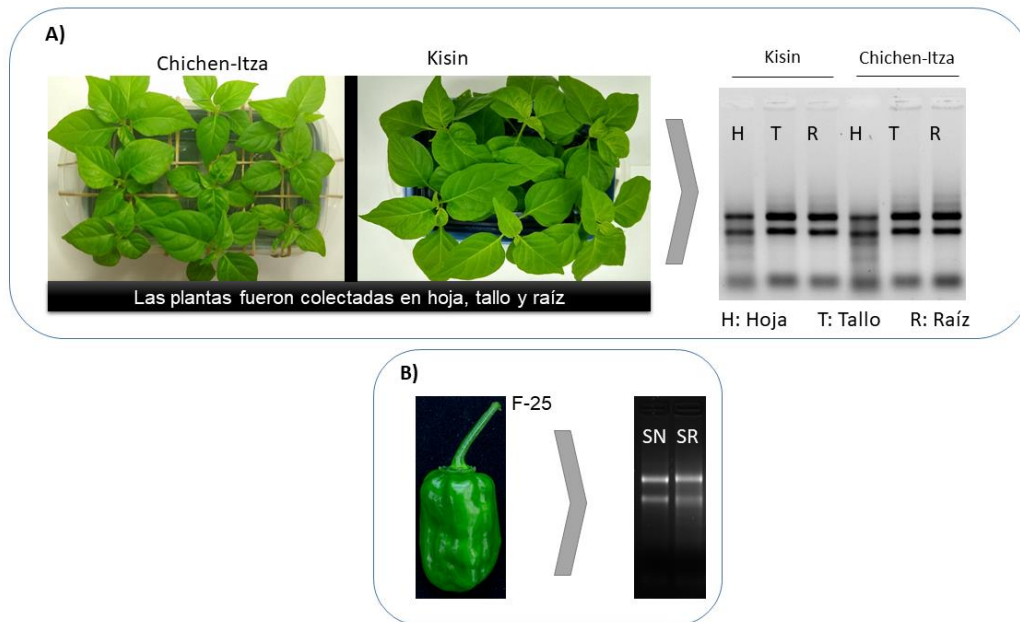 A)
Chichen-Itza
Kisin
Kisin
Chichen-Itza
H T R H T R
Las plantas fueron colectadas en hoja, tallo y raíz
H: Hoja T: Tallo R: Raíz
B)
F-25
SN SR